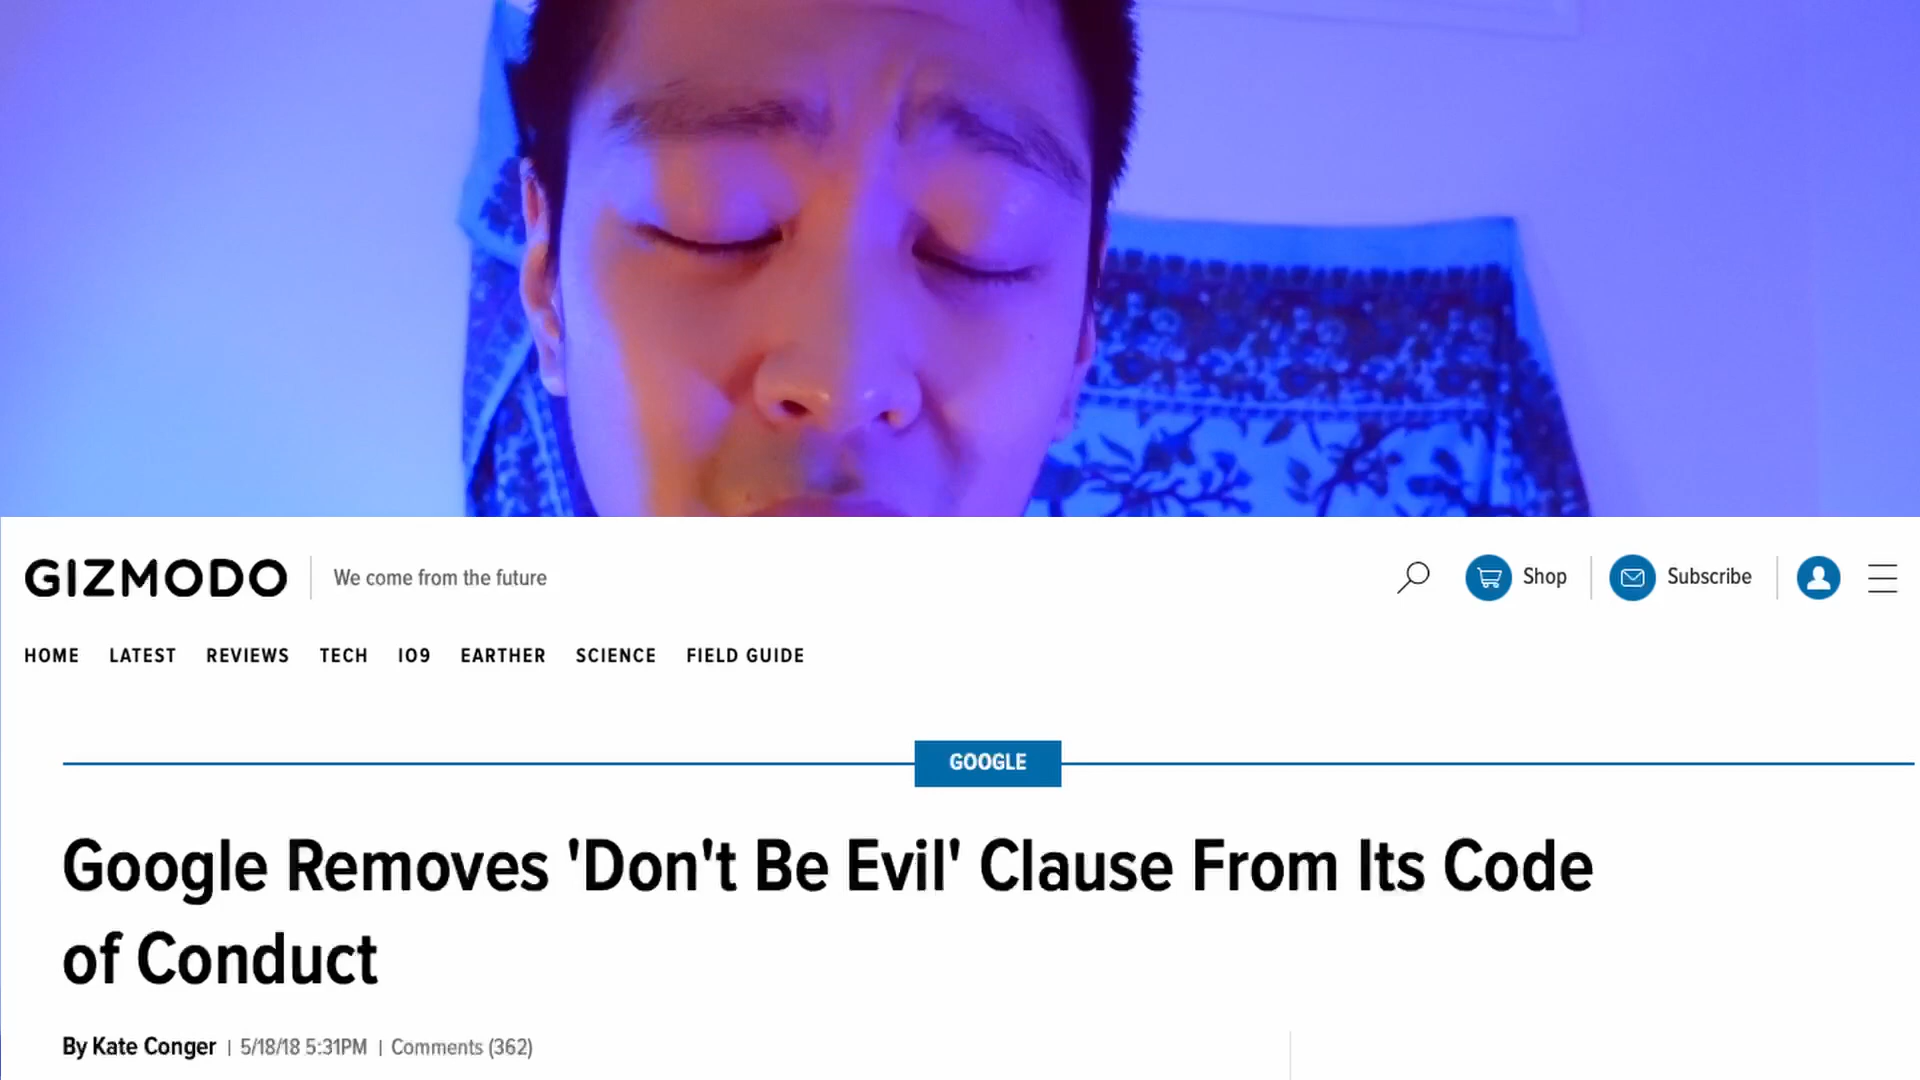 GIZMODO We come from the future Shop Subscribe
HOME LATEST REVIEWS TECH IO9 EARTHER SCIENCE FIELD GUIDE
GOOGLE
Google Removes 'Don't Be Evil' Clause From Its Code
of Conduct
By Kate Conger | 5/18/18 5:31PM | Comments (362)